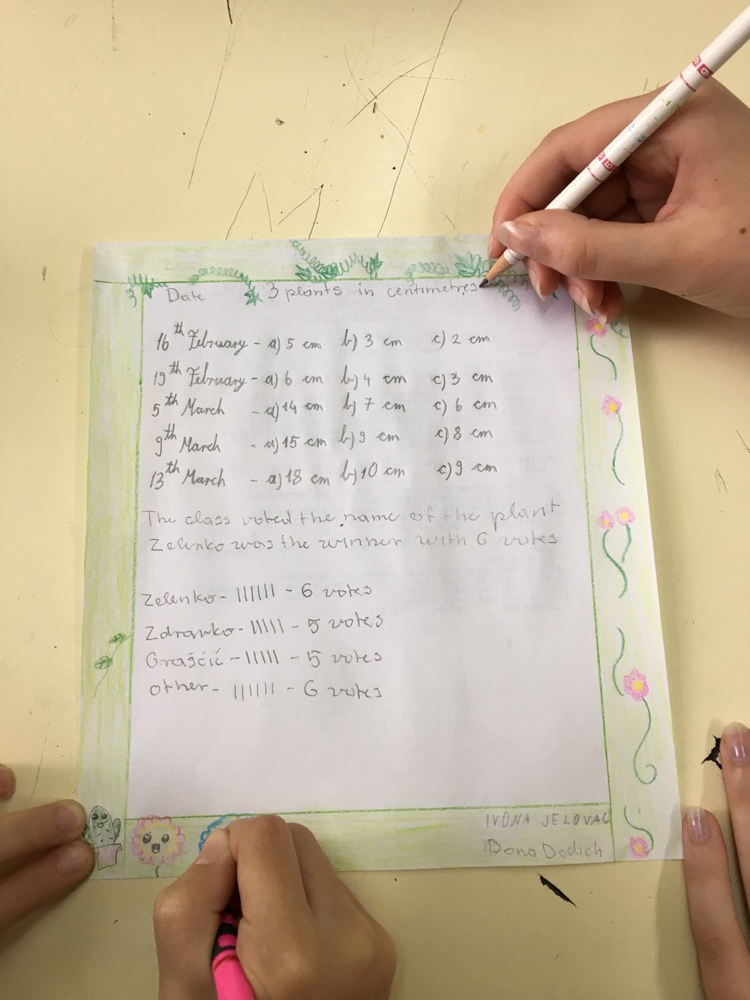 Date 3 plants in centimetres
16th February - a) 5 cm b) 3 cm c) 2 cm
19th February - a) 6 cm b) 4 cm c) 3 cm
5th March - a) 14 cm b) 7 cm c) 6 cm
9th March - a) 15 cm b) 9 cm c) 8 cm
13th March - a) 18 cm b) 10 cm c) 9 cm
The class voted the name of the plant
Zelenko was the winner with 6 votes
Zelenko - |||||| - 6 votes
Zdravko - ||||| - 5 votes
Graščić - ||||| - 5 votes
other - |||||| - 6 votes
IVONA JELOVAC
Dona Dodich